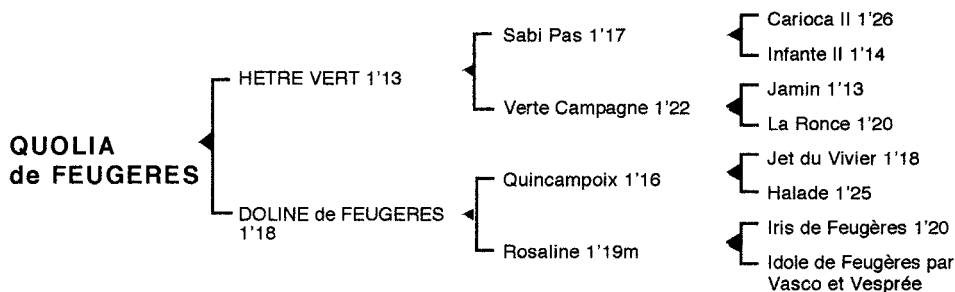 QUOLIA
de FEUGERES
HETRE VERT 1'13
DOLINE de FEUGERES
1'18
Sabi Pas 1'17
Verte Campagne 1'22
Quincampoix 1'16
Rosaline 1'19m
Carioca II 1'26
Infante II 1'14
Jamin 1'13
La Ronce 1'20
Jet du Vivier 1'18
Halade 1'25
Iris de Feugères 1'20
Idole de Feugères par
Vasco et Vesprée